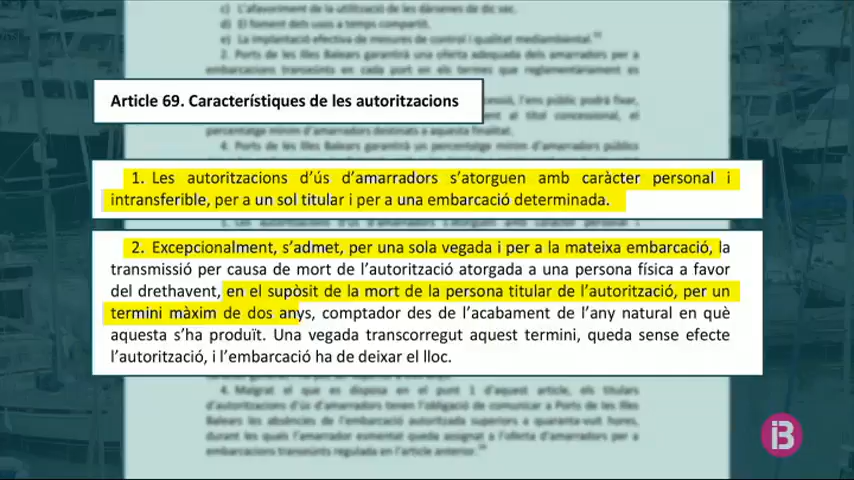 c) L'afavoriment de la utilització de les dàrsenes de dic sec.
d) El foment dels usos a temps compartit.
e) La implantació efectiva de mesures de control i qualitat mediambiental.
2. Ports de les Illes Balears garantirà una oferta adequada dels amarradors per a
embarcacions transeünts en cada port en els termes que reglamentàriament es
Article 69. Característiques de les autoritzacions
l'ens públic podrà fixar,
al títol concessional, el
percentatge mínim d'amarradors destinats a aquesta finalitat.
4. Ports de les Illes Balears garantirà un percentatge mínim d'amarradors públics
1. Les autoritzacions d'ús d'amarradors s'atorguen amb caràcter personal i
intransferible, per a un sol titular i per a una embarcació determinada.
2. Excepcionalment, s'admet, per una sola vegada i per a la mateixa embarcació, la
transmissió per causa de mort de l'autorització atorgada a una persona física a favor
del drethavent, en el supòsit de la mort de la persona titular de l'autorització, per un
termini màxim de dos anys, comptador des de l'acabament de l'any natural en què
aquesta s'ha produït. Una vegada transcorregut aquest termini, queda sense efecte
l'autorització, i l'embarcació ha de deixar el lloc.
4. Malgrat el que es disposa en el punt 1 d'aquest article, els titulars
d'autoritzacions d'ús d'amarradors tenen l'obligació de comunicar a Ports de les Illes
Balears les absències de l'embarcació autoritzada superiors a quaranta-vuit hores,
durant les quals l'amarrador esmentat queda assignat a l'oferta d'amarradors per a
embarcacions transeünts regulada en l'article anterior.
iB